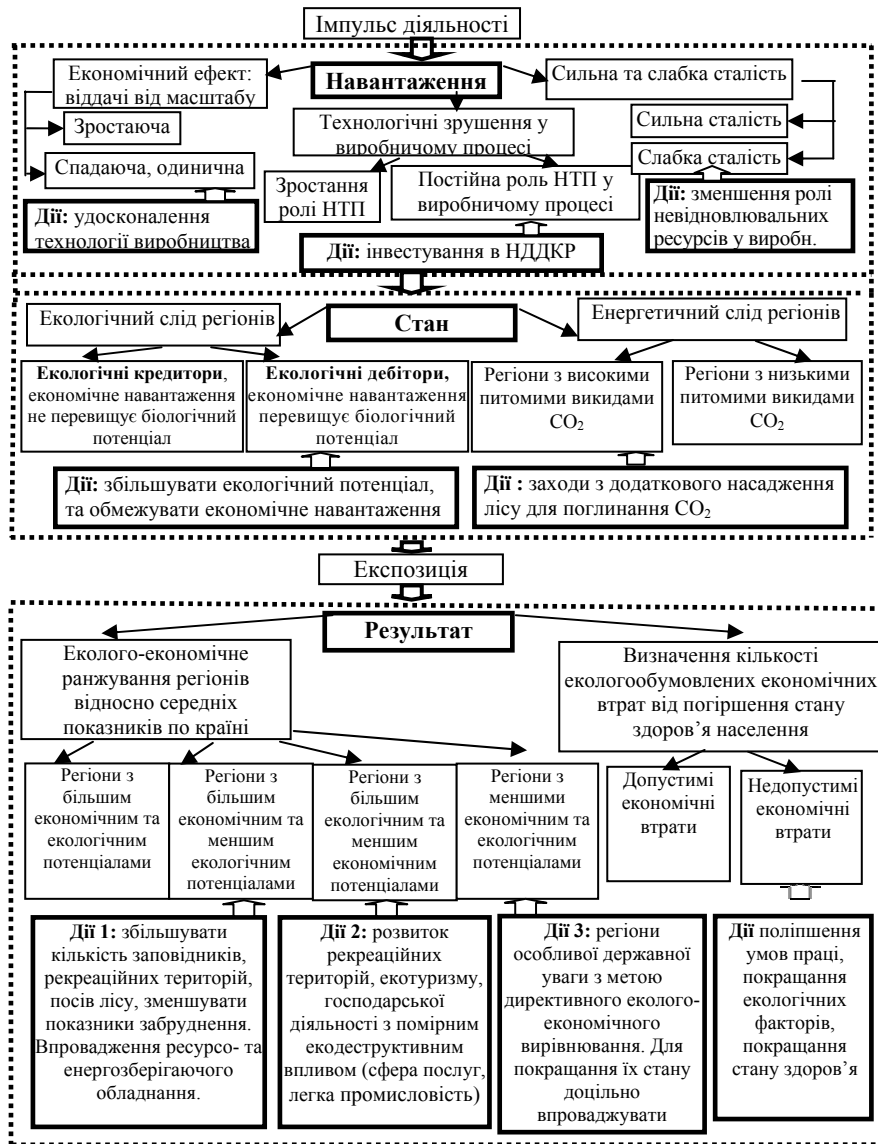 Імпульс діяльності
Економічний ефект:
віддачі від масштабу
Навантаження
Сильна та слабка сталість
Зростаюча
Спадаюча, одинична
Технологічні зрушення у
виробничому процесі
Сильна сталість
Слабка сталість
Зростання
ролі НТП
Постійна роль НТП у
виробничому процесі
Дії: удосконалення
технології виробництва
Дії: зменшення ролі
невідновлювальних
ресурсів у виробн.
Дії: інвестування в НДДКР
Екологічний слід регіонів
Стан
Енергетичний слід регіонів
Екологічні кредитори,
економічне навантаження
не перевищує біологічний
потенціал
Екологічні дебітори,
економічне навантаження
перевищує біологічний
потенціал
Регіони з високими
питомими викидами
СО₂
Регіони з низькими
питомими викидами
СО₂
Дії: збільшувати екологічний потенціал,
та обмежувати економічне навантаження
Дії : заходи з додаткового насадження
лісу для поглинання СО₂
Експозиція
Результат
Еколого-економічне
ранжування регіонів
відносно середніх
показників по країні
Визначення кількості
екологообумовлених економічних
втрат від погіршення стану
здоров’я населення
Регіони з
більшим
економічним та
екологічним
потенціалами
Регіони з
більшим
економічним та
меншим
екологічним
потенціалами
Регіони з
більшим
екологічним та
меншим
економічним
потенціалами
Регіони з
меншими
економічним та
екологічним
потенціалами
Допустимі
економічні
втрати
Недопустимі
економічні
втрати
Дії 1: збільшувати
кількість заповідників,
рекреаційних територій,
посів лісу, зменшувати
показники забруднення.
Впровадження ресурсо- та
енергозберігаючого
обладнання.
Дії 2: розвиток
рекреаційних
територій, екотуризму,
господарської
діяльності з помірним
екодеструктивним
впливом (сфера послуг,
легка промисловість)
Дії 3: регіони
особливої державної
уваги з метою
директивного еколого-
економічного
вирівнювання. Для
покращання їх стану
доцільно
впроваджувати
Дії поліпшення
умов праці,
покращання
екологічних
факторів,
покращання
стану здоров’я